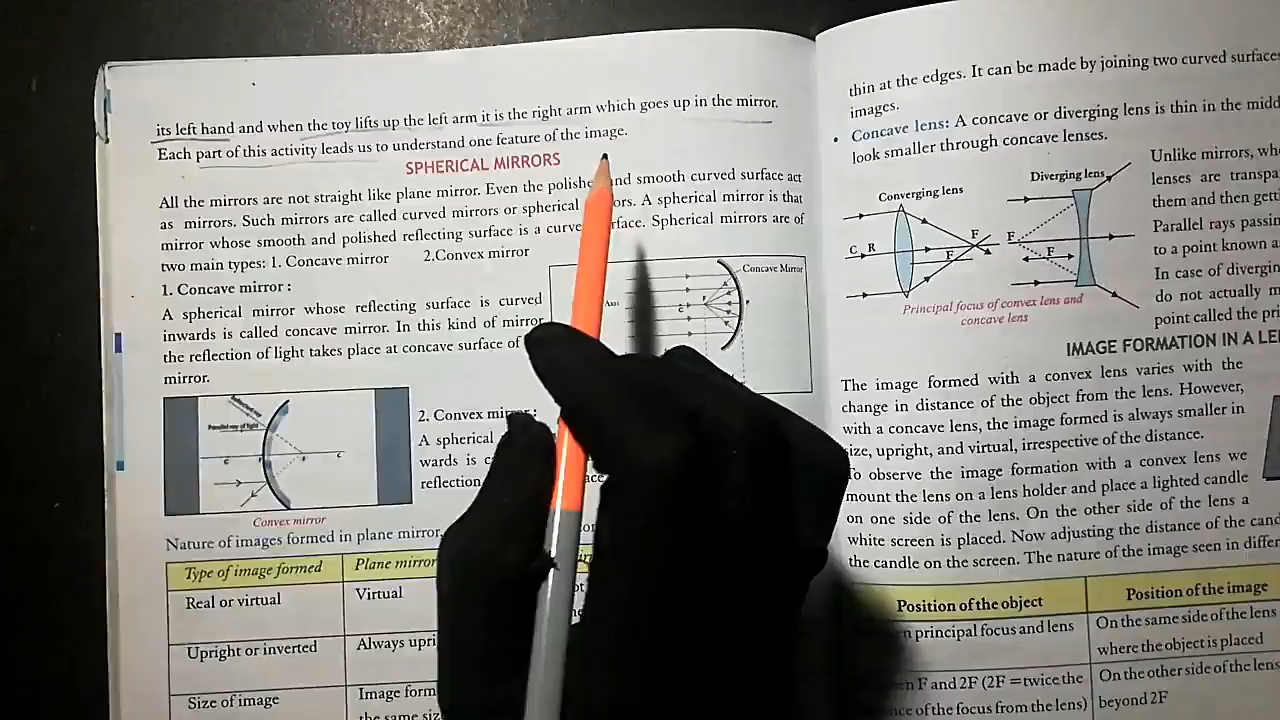 its left hand and when the toy lifts up the left arm it is the right arm which goes up in the mirror.
Each part of this activity leads us to understand one feature of the image.
SPHERICAL MIRRORS
All the mirrors are not straight like plane mirror. Even the polishe and smooth curved surface act
as mirrors. Such mirrors are called curved mirrors or spherical ors. A spherical mirror is that
mirror whose smooth and polished reflecting surface is a curve rface. Spherical mirrors are of
two main types: 1. Concave mirror 2.Convex mirror
1. Concave mirror :
A spherical mirror whose reflecting surface is curved
inwards is called concave mirror. In this kind of mirror
the reflection of light takes place at concave surface of
mirror.
Concave Mirror
Axis
C
F
Parallel ray of light
C
F
C
Convex mirror
2. Convex mirror :
A spherical
wards is c
reflection
ace
Nature of images formed in plane mirror,
Type of image formed Plane mirror
Real or virtual Virtual
Upright or inverted Always upri
Size of image Image form
the same siz
thin at the edges. It can be made by joining two curved surfaces
images.
• Concave lens: A concave or diverging lens is thin in the midd
look smaller through concave lenses.
Converging lens
C R F
F
Diverging lens
F
F
Principal focus of convex lens and
concave lens
Unlike mirrors, wh
lenses are transpa
them and then gett
Parallel rays passin
to a point known a
In case of divergin
do not actually m
point called the pri
IMAGE FORMATION IN A LE
The image formed with a convex lens varies with the
change in distance of the object from the lens. However,
with a concave lens, the image formed is always smaller in
size, upright, and virtual, irrespective of the distance.
To observe the image formation with a convex lens we
mount the lens on a lens holder and place a lighted candle
on one side of the lens. On the other side of the lens a
white screen is placed. Now adjusting the distance of the cand
the candle on the screen. The nature of the image seen in differ
Position of the object Position of the image
n principal focus and lens On the same side of the lens
where the object is placed
en F and 2F (2F = twice the On the other side of the lens
nce of the focus from the lens) beyond 2F